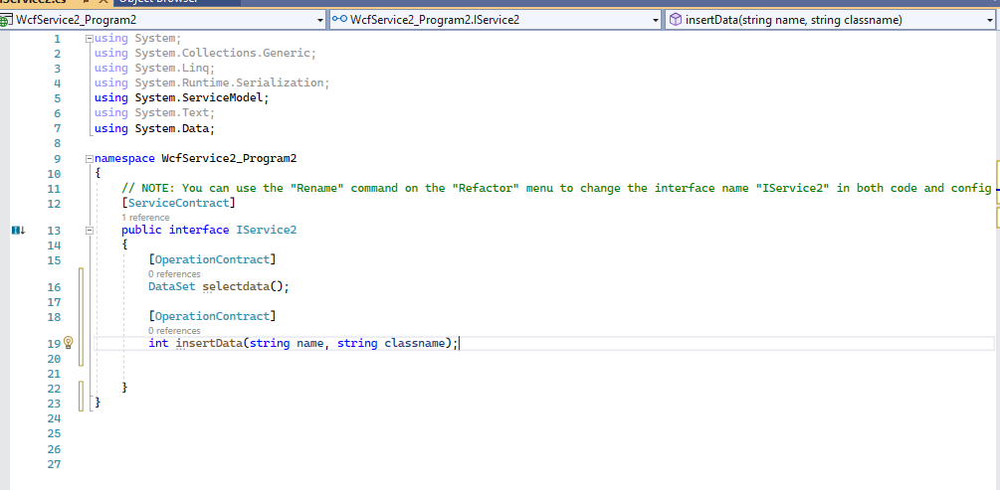 IService2.cs
Object Browser
WcfService2_Program2 WcfService2_Program2.IService2 insertData(string name, string classname)
1 using System;
2 using System.Collections.Generic;
3 using System.Linq;
4 using System.Runtime.Serialization;
5 using System.ServiceModel;
6 using System.Text;
7 using System.Data;
8
9 namespace WcfService2_Program2
10 {
11 // NOTE: You can use the "Rename" command on the "Refactor" menu to change the interface name "IService2" in both code and config
12 [ServiceContract]
1 reference
13 public interface IService2
14 {
15 [OperationContract]
0 references
16 DataSet selectdata();
17
18 [OperationContract]
0 references
19 int insertData(string name, string classname);
20
21
22 }
23 }
24
25
26
27